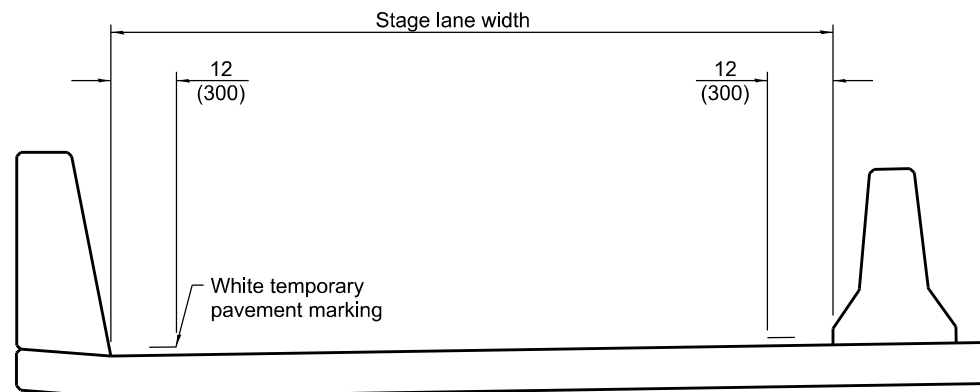 Stage lane width
12
(300)
12
(300)
White temporary
pavement marking